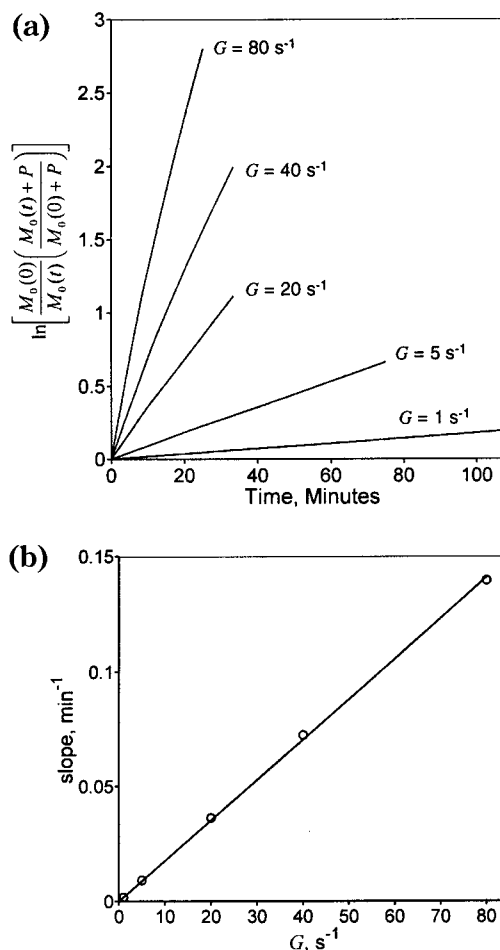 (a)
3
2.5
2
1.5
1
0.5
0
ln[M₀(0)/M₀(t) (M₀(t) + P / M₀(0) + P)]
G = 80 s⁻¹
G = 40 s⁻¹
G = 20 s⁻¹
G = 5 s⁻¹
G = 1 s⁻¹
0 20 40 60 80 100
Time, Minutes
(b)
0.15
0.1
0.05
0
slope, min⁻¹
0 10 20 30 40 50 60 70 80
G, s⁻¹